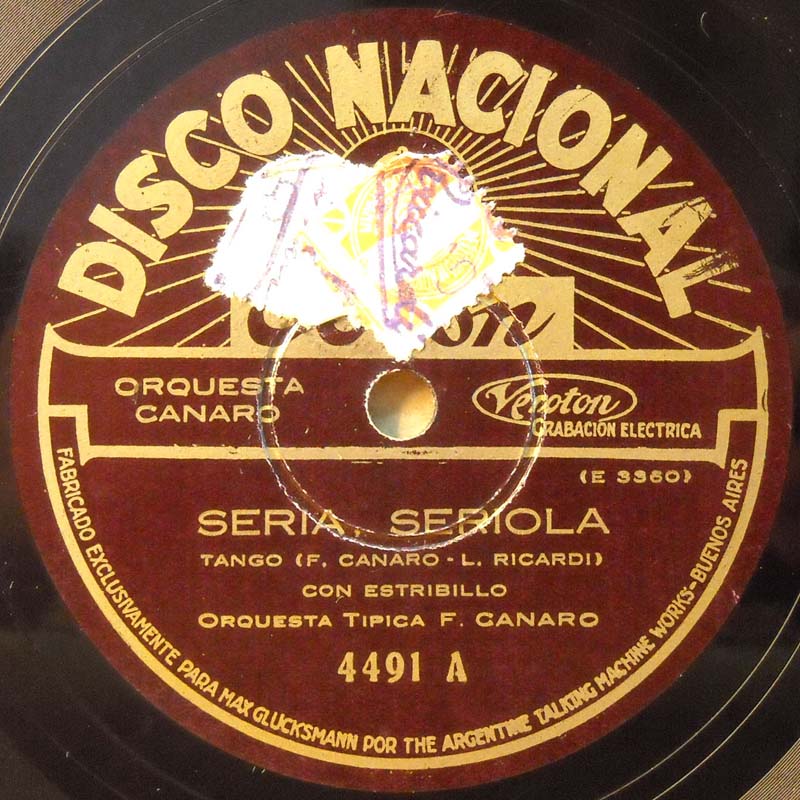 DISCO NACIONAL
ORQUESTA
CANARO
Veroton
GRABACIÓN ELECTRICA
(E 3360)
SERIA, SERIOLA
TANGO (F. CANARO - L. RICARDI)
CON ESTRIBILLO
ORQUESTA TIPICA F. CANARO
4491 A
FABRICADO EXCLUSIVAMENTE PARA MAX GLUCKSMANN POR THE ARGENTINE TALKING MACHINE WORKS-BUENOS AIRES